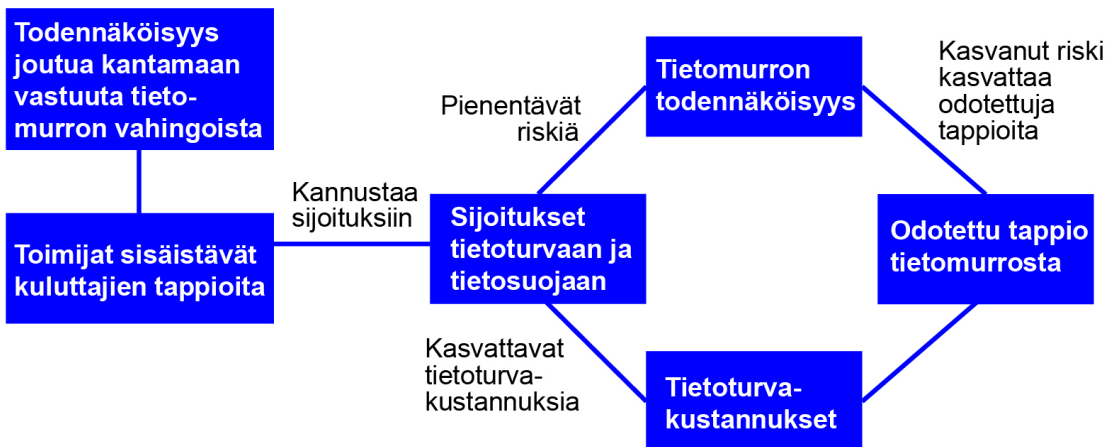 Todennäköisyys
joutua kantamaan
vastuuta tieto-
murron vahingoista
Toimijat sisäistävät
kuluttajien tappioita
Kannustaa
sijoituksiin
Sijoitukset
tietoturvaan ja
tietosuojaan
Pienentävät
riskiä
Tietomurron
todennäköisyys
Kasvanut riski
kasvattaa
odotettuja
tappioita
Odotettu tappio
tietomurrosta
Kasvattavat
tietoturva-
kustannuksia
Tietoturva-
kustannukset